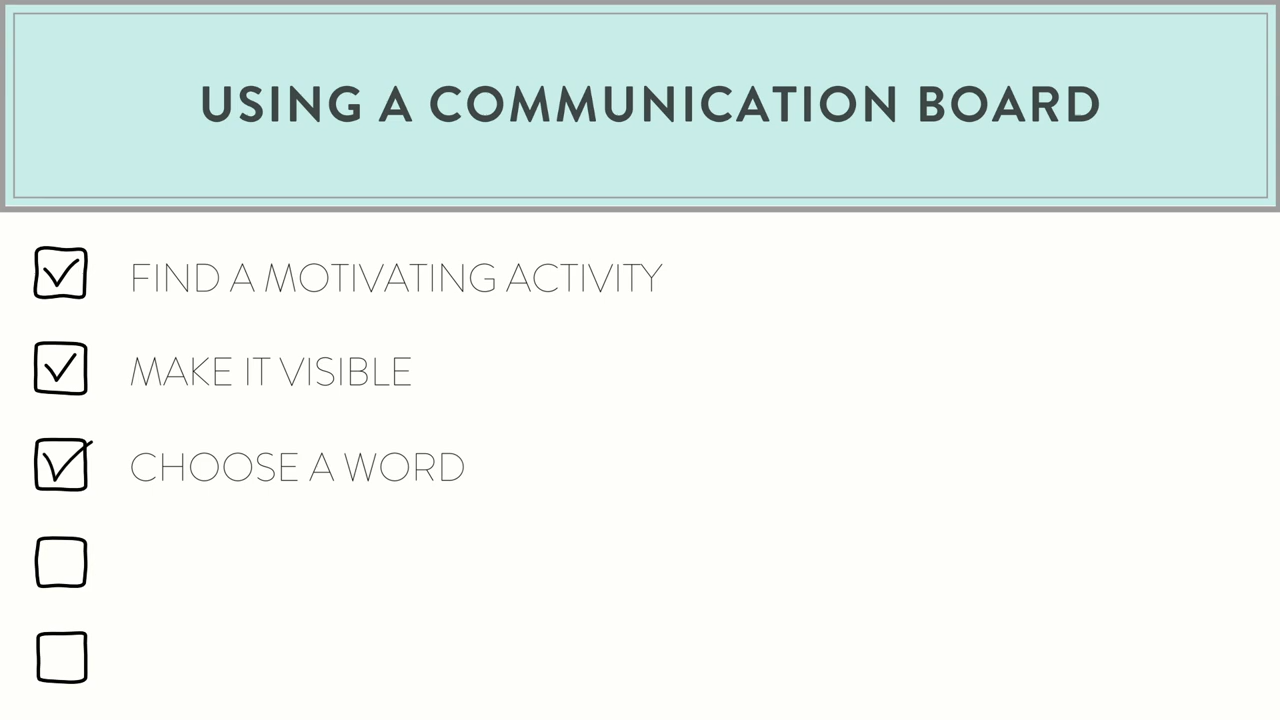 USING A COMMUNICATION BOARD
FIND A MOTIVATING ACTIVITY
MAKE IT VISIBLE
CHOOSE A WORD